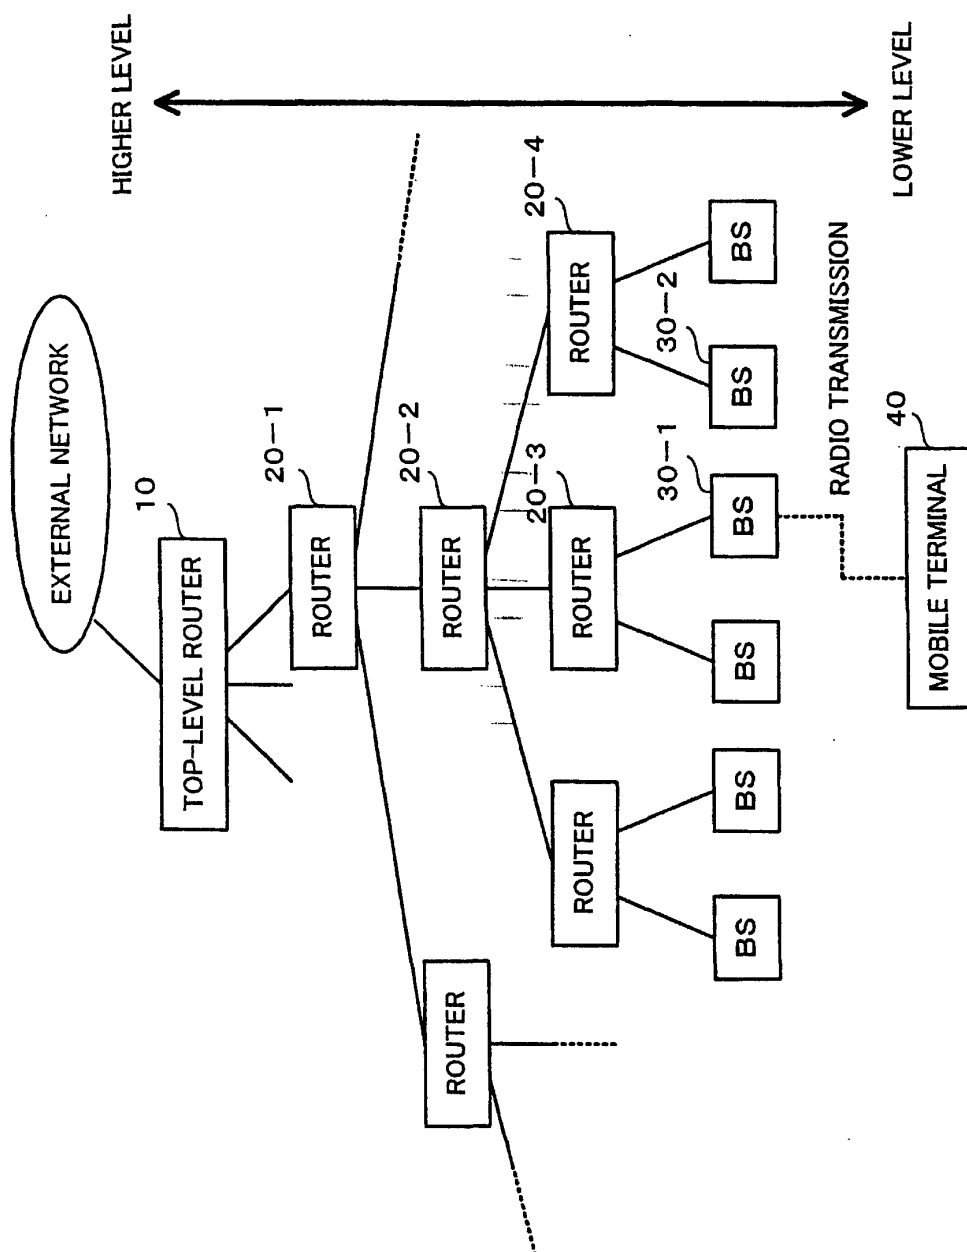 EXTERNAL NETWORK
HIGHER LEVEL
10
TOP-LEVEL ROUTER
20-1
ROUTER
20-2
ROUTER
ROUTER
20-3
20-4
ROUTER
ROUTER
ROUTER
30-1
30-2
BS
BS
BS
BS
BS
BS
RADIO TRANSMISSION
40
MOBILE TERMINAL
LOWER LEVEL